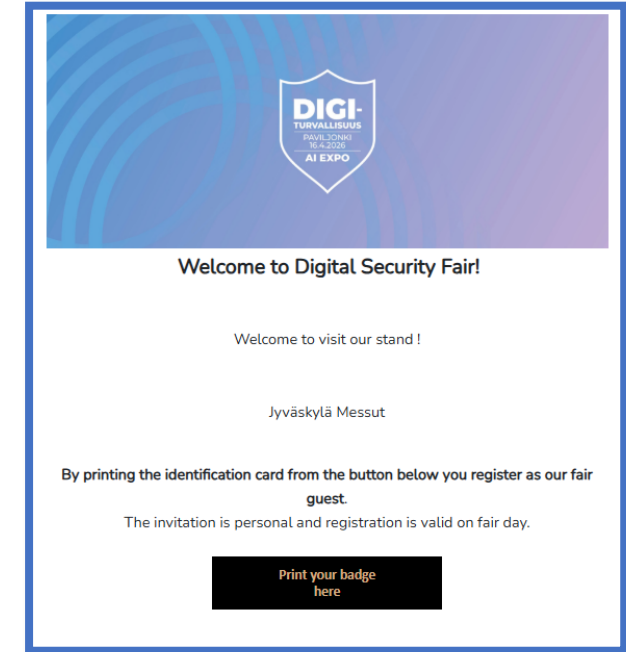 DIGI-
TURVALLISUUS
PAVILJONKI
16.4.2026
AI EXPO
Welcome to Digital Security Fair!
Welcome to visit our stand !
Jyväskylä Messut
By printing the identification card from the button below you register as our fair
guest.
The invitation is personal and registration is valid on fair day.
Print your badge
here